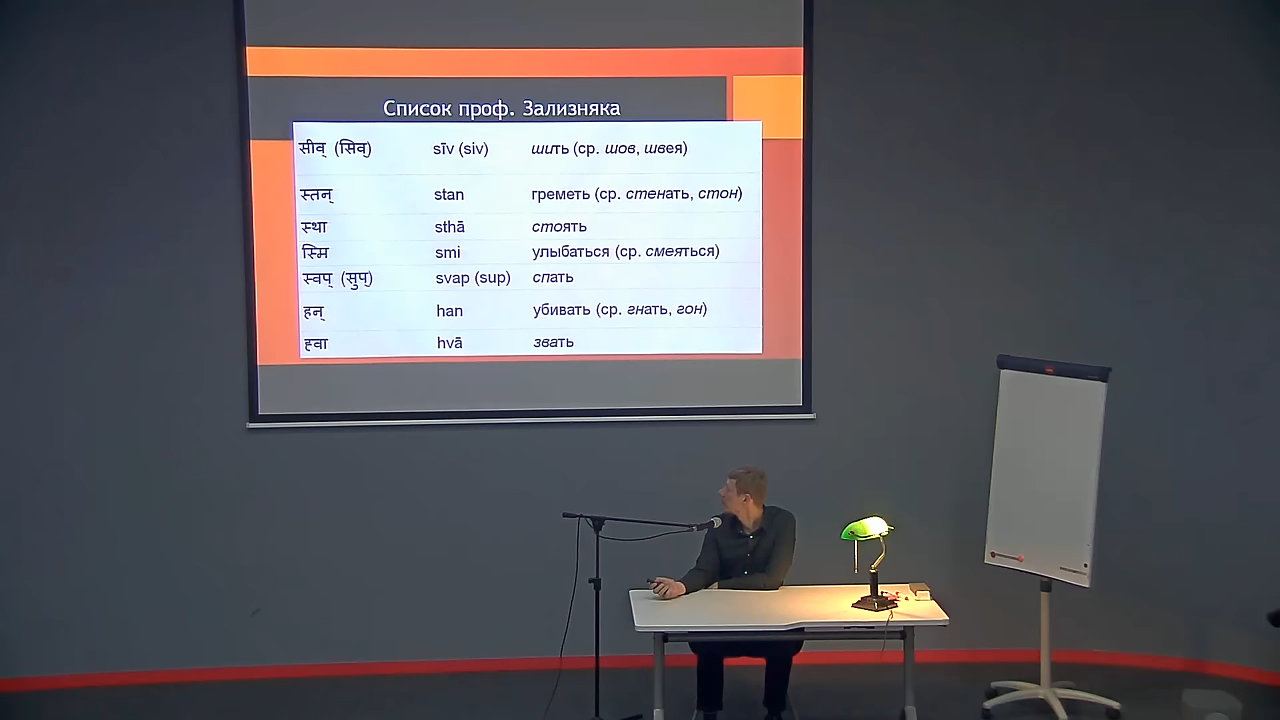 Список проф. Зализняка
सीव् (सिव्) sīv (siv) шить (ср. шов, швея)
स्तन् stan греметь (ср. стенать, стон)
स्था sthā стоять
स्मि smi улыбаться (ср. смеяться)
स्वप् (सुप्) svap (sup) спать
हन् han убивать (ср. гнать, гон)
ह्वा hvā звать